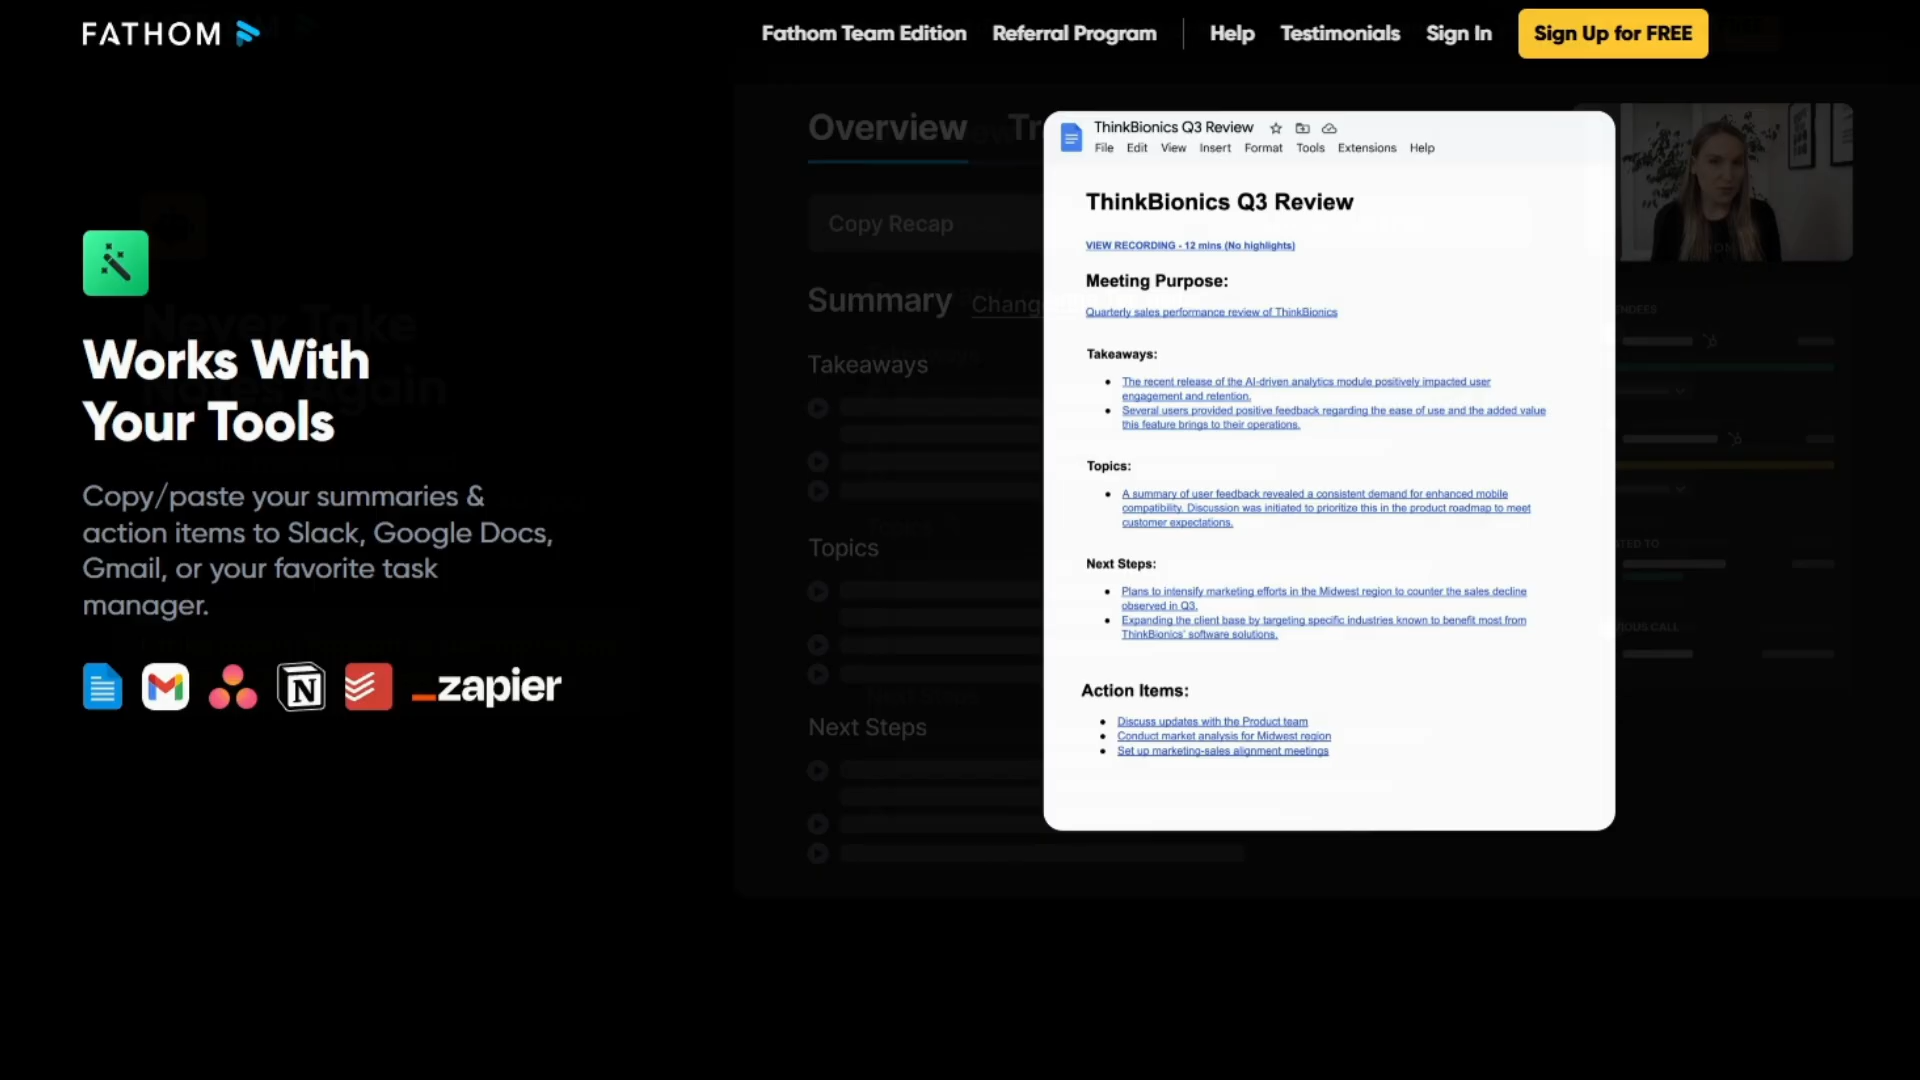 FATHOM
Fathom Team Edition
Referral Program
Help
Testimonials
Sign In
Sign Up for FREE
Works With
Your Tools
Copy/paste your summaries &
action items to Slack, Google Docs,
Gmail, or your favorite task
manager.
N
zapier
Overview
Copy Recap
Summary
Takeaways
Topics
Next Steps
ThinkBionics Q3 Review
File Edit View Insert Format Tools Extensions Help
ThinkBionics Q3 Review
VIEW RECORDING - 12 mins (No highlights)
Meeting Purpose:
Quarterly sales performance review of ThinkBionics
Takeaways:
The recent release of the AI-driven analytics module positively impacted user
engagement and retention.
Several users provided positive feedback regarding the ease of use and the added value
this feature brings to their operations.
Topics:
A summary of user feedback revealed a consistent demand for enhanced mobile
compatibility. Discussion was initiated to prioritize this in the product roadmap to meet
customer expectations.
Next Steps:
Plans to intensify marketing efforts in the Midwest region to counter the sales decline
observed in Q3.
Expanding the client base by targeting specific industries known to benefit most from
ThinkBionics' software solutions.
Action Items:
Discuss updates with the Product team
Conduct market analysis for Midwest region
Set up marketing-sales alignment meetings